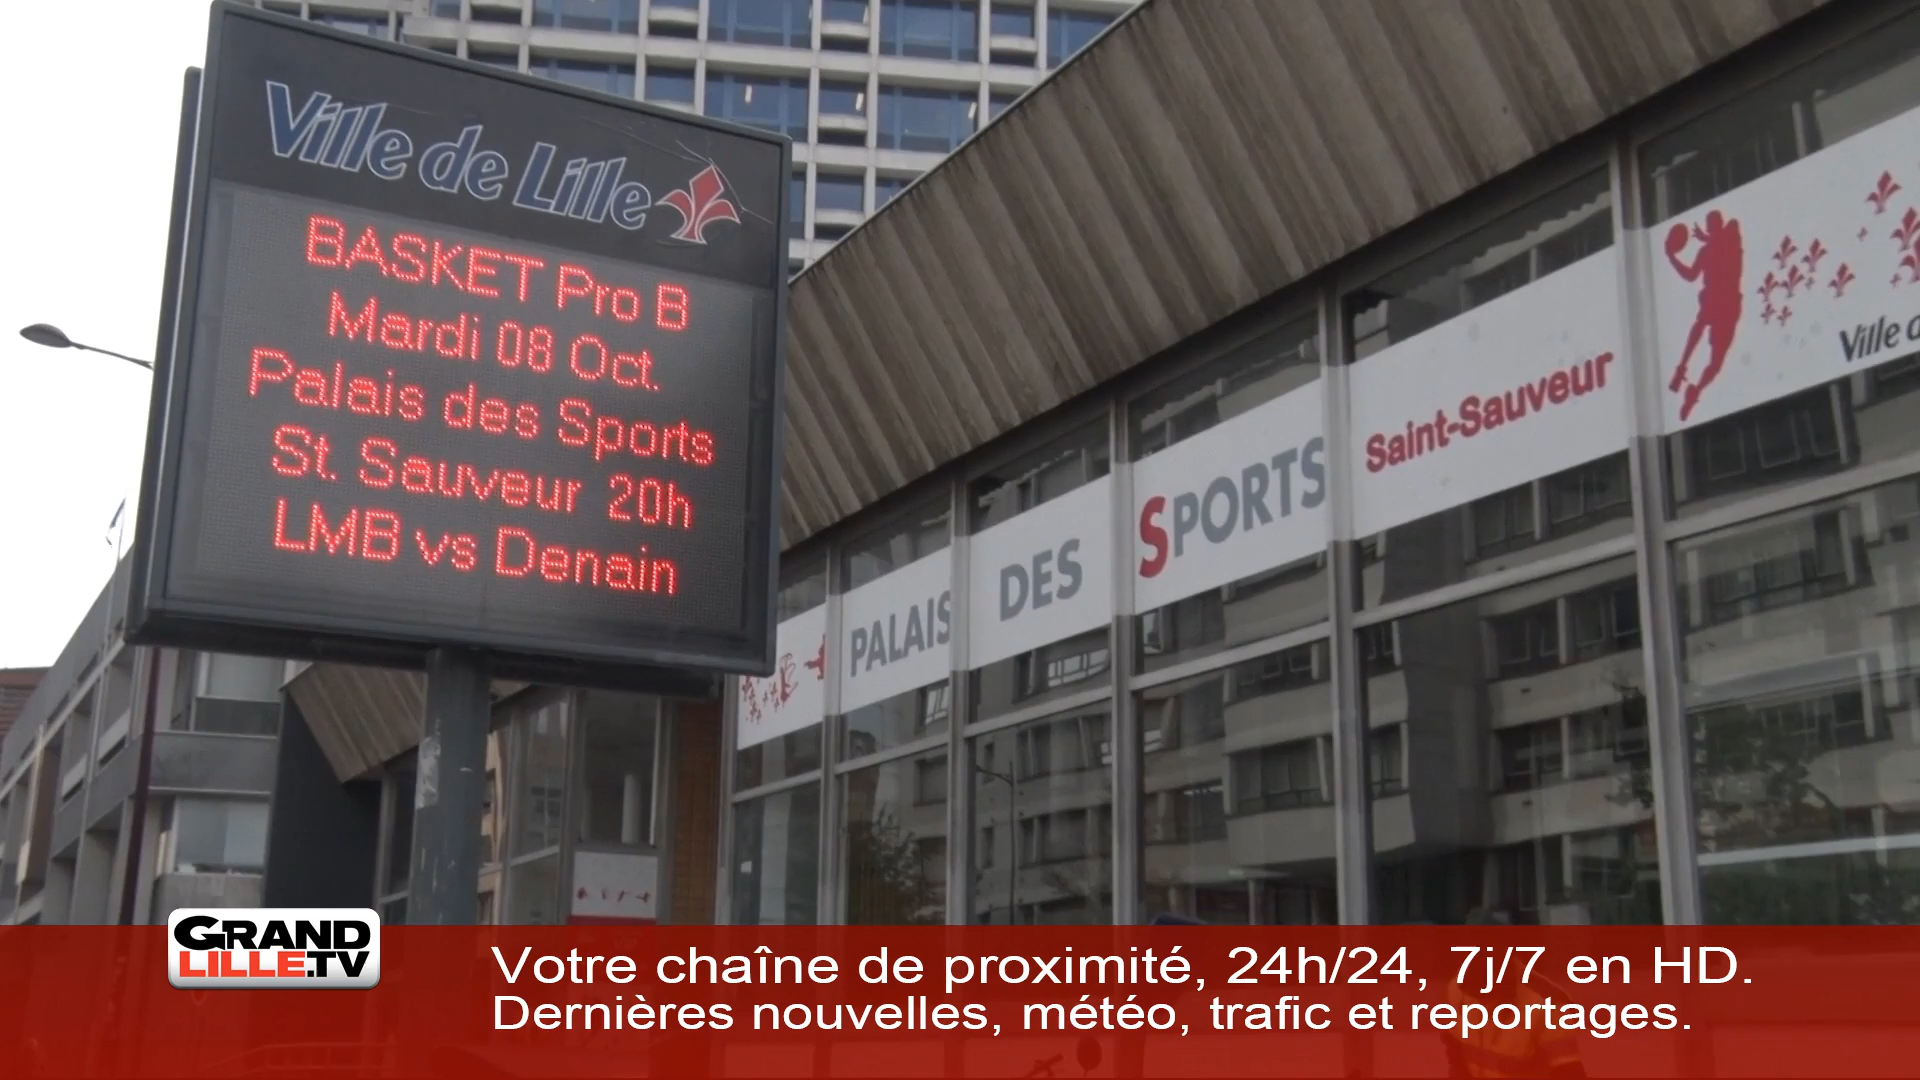 Ville de Lille
BASKET Pro B
Mardi 08 Oct.
Palais des Sports
St. Sauveur 20h
LMB vs Denain
PALAIS DES SPORTS Saint-Sauveur
Ville
GRAND
LILLE.TV
Votre chaîne de proximité, 24h/24, 7j/7 en HD.
Dernières nouvelles, météo, trafic et reportages.